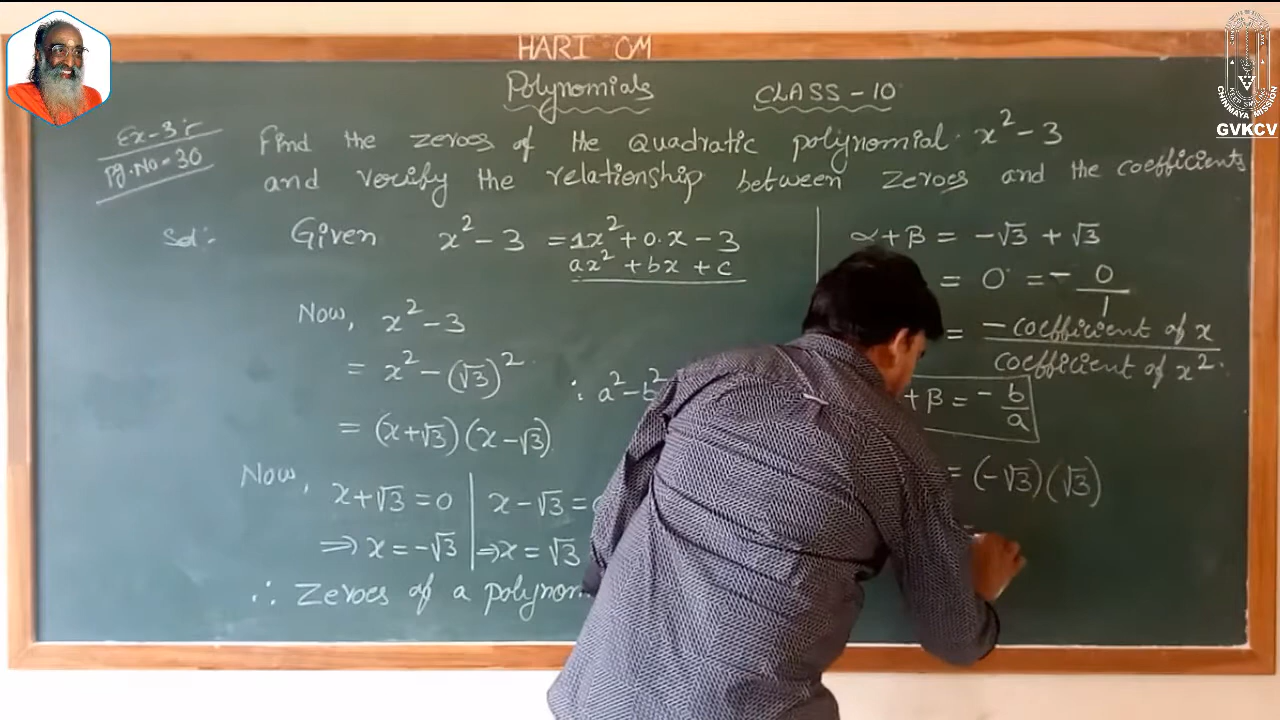 HARI OM
Polynomials CLASS - 10
Ex-3:-
Pg.No-30
Find the zeroes of the Quadratic polynomial. x² - 3
and verify the relationship between zeroes and the coefficients
Sol:- Given x² - 3 = 1x² + 0.x - 3
ax² + bx + c
Now, x² - 3
= x² - (√3)²
∴ a² - b²
= (x+√3)(x-√3)
Now,
x+√3 = 0 | x-√3 =
⇒ x = -√3 | ⇒ x = √3
∴ Zeroes of a
α+β = -√3 + √3
= 0 = - 0/1
= - coefficient of x / coefficient of x².
+ β = - b/a
= (-√3)(√3)
=
CHINMAYA MISSION
GVKCV